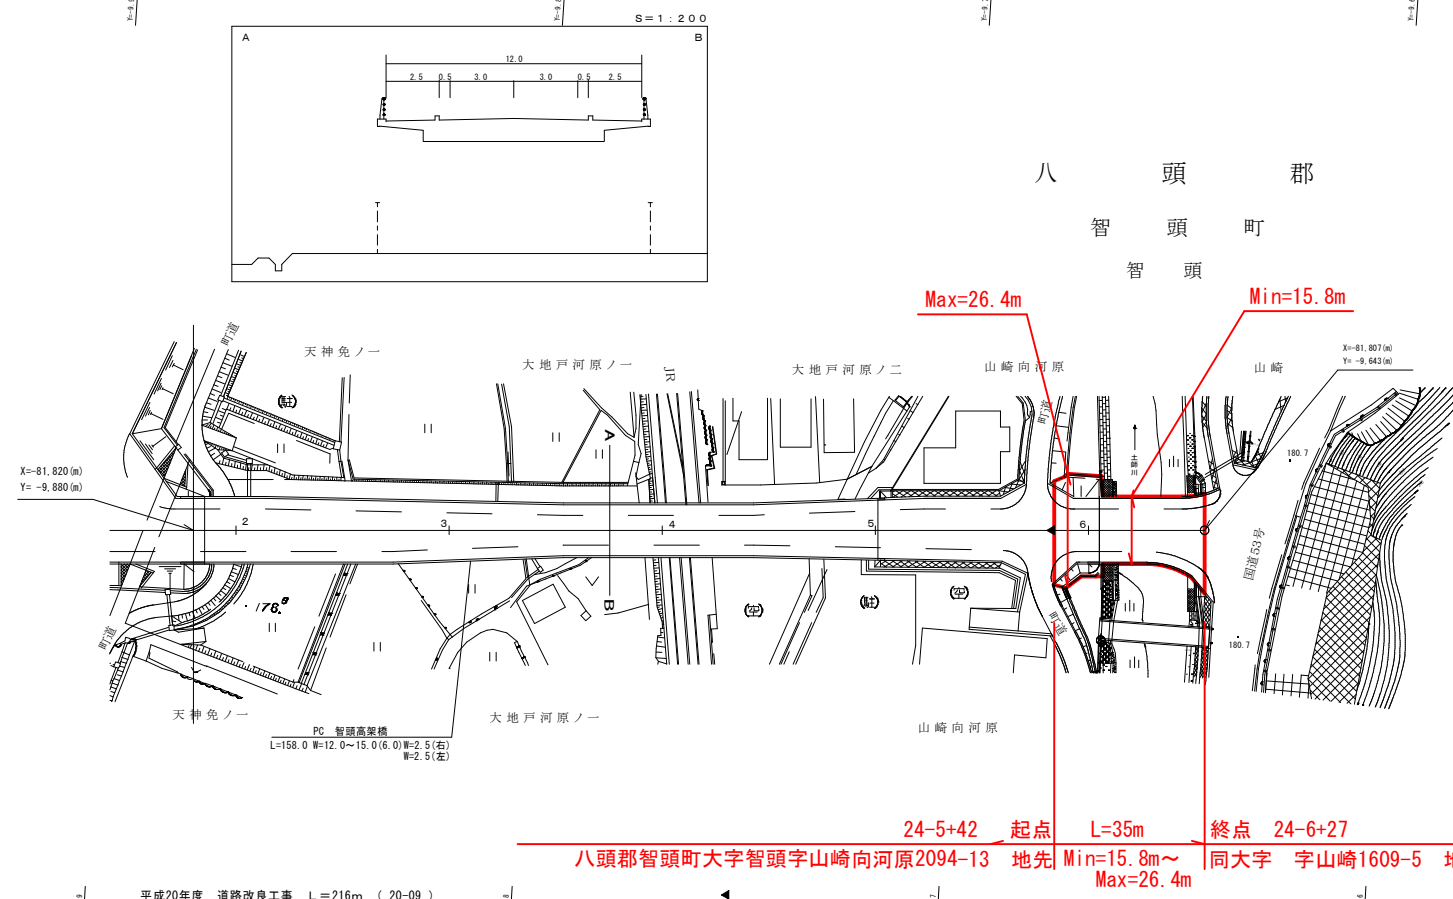 S=1:200
A
B
12.0
2.5 0.5 3.0 3.0 0.5 2.5
八頭郡
智頭町
智頭
Max=26.4m
Min=15.8m
X=-81,807(m)
Y= -9,643(m)
町道
天神免ノ一
大地戸河原ノ一
JR
大地戸河原ノ二
山崎向河原
町道
山崎
(駐)
A
土師川
180.7
X=-81,820(m)
Y= -9,880(m)
2
3
4
5
6
国道53号
176.8
B
(空)
(駐)
(空)
町道
町道
180.7
天神免ノ一
大地戸河原ノ一
山崎向河原
PC 智頭高架橋
L=158.0 W=12.0~15.0(6.0)W=2.5(右)
W=2.5(左)
24-5+42 起点 L=35m 終点 24-6+27
八頭郡智頭町大字智頭字山崎向河原2094-13 地先 Min=15.8m~ 同大字 字山崎1609-5
Max=26.4m
平成20年度 道路改良工事 L=216m ( 20-09 )